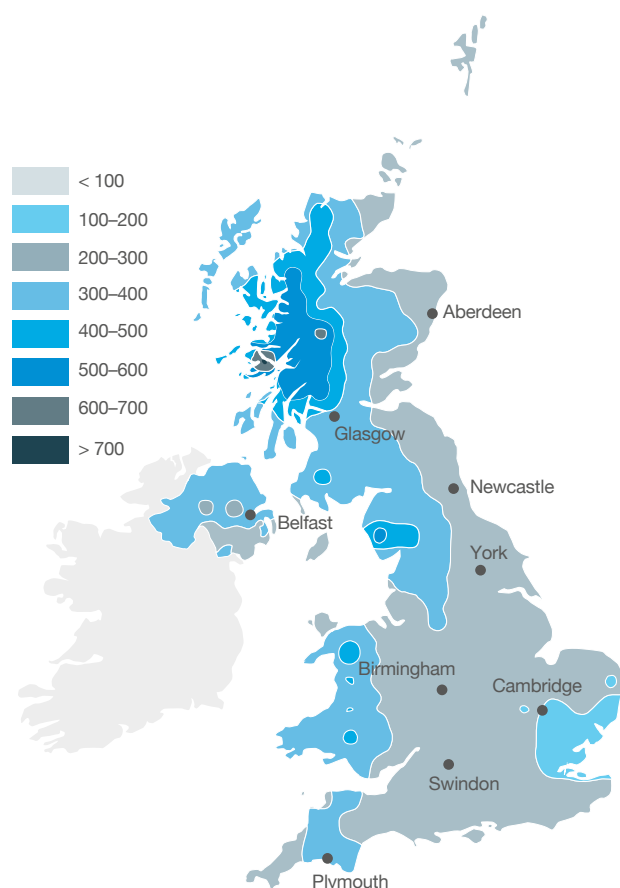 < 100
100–200
200–300
300–400
400–500
500–600
600–700
> 700
Aberdeen
Glasgow
Newcastle
Belfast
York
Birmingham
Cambridge
Swindon
Plymouth